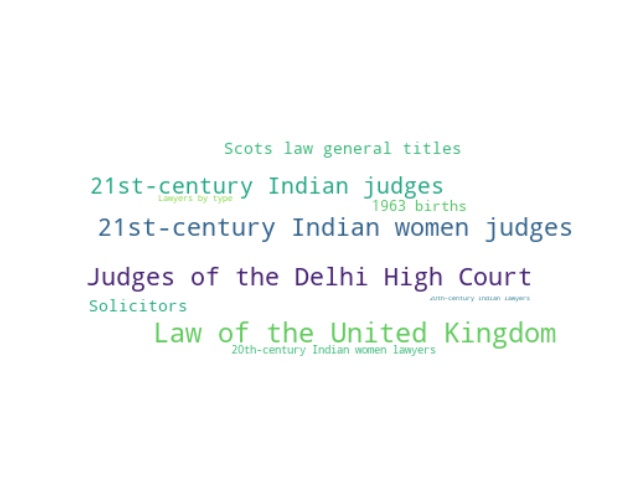 Scots law general titles
21st-century Indian judges
Lawyers by type
1963 births
21st-century Indian women judges
Judges of the Delhi High Court
20th-century Indian lawyers
Solicitors
Law of the United Kingdom
20th-century Indian women lawyers